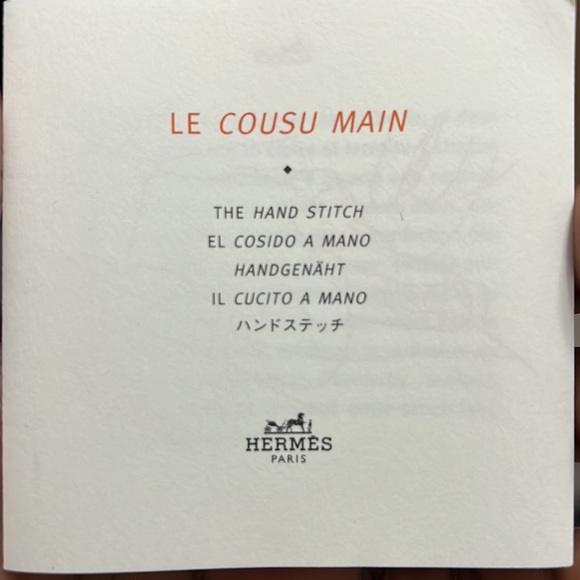 LE COUSU MAIN
THE HAND STITCH
EL COSIDO A MANO
HANDGENÄHT
IL CUCITO A MANO
ハンドステッチ
HERMÈS
PARIS